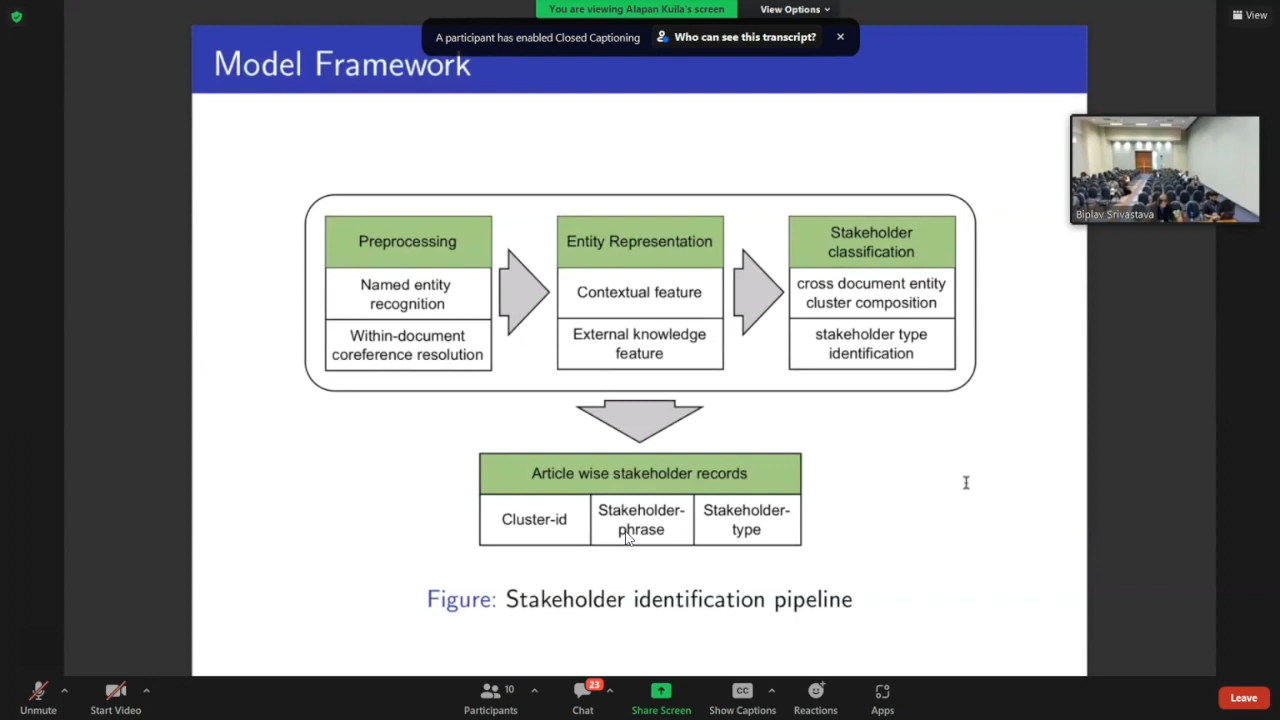 You are viewing Alapan Kuila's screen
View Options
View
A participant has enabled Closed Captioning
Who can see this transcript?
Model Framework
Biplav Srivastava
Preprocessing
Named entity
recognition
Within-document
coreference resolution
Entity Representation
Contextual feature
External knowledge
feature
Stakeholder
classification
cross document entity
cluster composition
stakeholder type
identification
Article wise stakeholder records
Cluster-id
Stakeholder-
phrase
Stakeholder-
type
Figure: Stakeholder identification pipeline
Unmute
Start Video
10
Participants
23
Chat
Share Screen
CC
Show Captions
Reactions
Apps
Leave